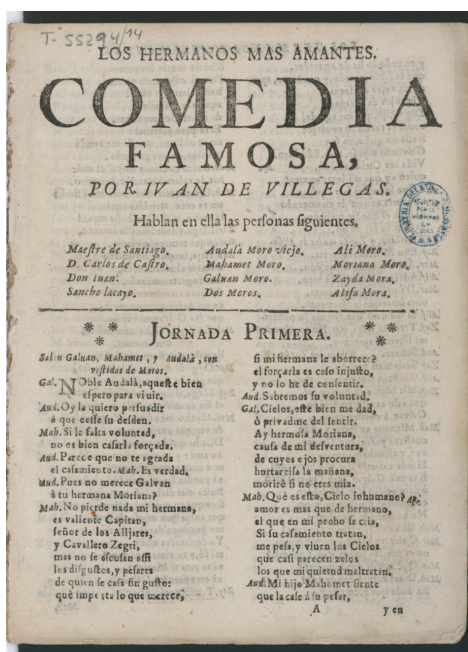 T-55294/14
LOS HERMANOS MAS AMANTES.
COMEDIA
FAMOSA,
POR IVAN DE VILLEGAS.
Hablan en ella las personas siguientes,
Maestre de Santiago.
D. Carlos de Castro.
Don Iuan.
Sancho lacayo.
Audalà Moro viejo.
Mahamet Moro.
Galuan Moro.
Dos Moros.
Ali Moro.
Moriana Moro.
Zayda Mora.
Alifa Mora.
JORNADA PRIMERA.
Salen Galuan, Mahamet, y Audalà, con
vestidos de Moros.
Gal. NOble Audalà, aqueste bien
espero para viuir.
Aud. Oy la quiero persuadir
à que cesse su desden.
Mah. Si le falta voluntad,
no es bien casarla forçada.
Aud. Parece que no te agrada
el casamiento. Mah. Es verdad.
Aud. Pues no merece Galvan
à tu hermana Moriana?
Mah. No pierde nada mi hermana,
es valiente Capitan,
señor de los Alijares,
y Cavallero Zegri,
mas no se escusan assi
les disgustos, y pesares
de quien se casa sin gusto:
què importa lo que merece,
si mi hermana le aborrece?
el forçarla es caso injusto,
y no lo he de consentir.
Aud. Sabremos su voluntad.
Gal. Cielos, este bien me dad,
ò privadme del sentir.
Ay hermosa Moriana,
causa de mi desventura,
de cuyos ojos procura
hurtar risa la mañana,
morirè si no eres mia.
Mah. Què es esto, Cielo inhumano? ap.
amor es mas que de hermano,
el que en mi pecho se cria,
Si su casamiento tratan,
me pesa, y viuen los Cielos
que casi parecen zelos
los que mi quietud maltratan.
Aud. Mi hijo Mahamet siente
que la case à su pesar,
A y en